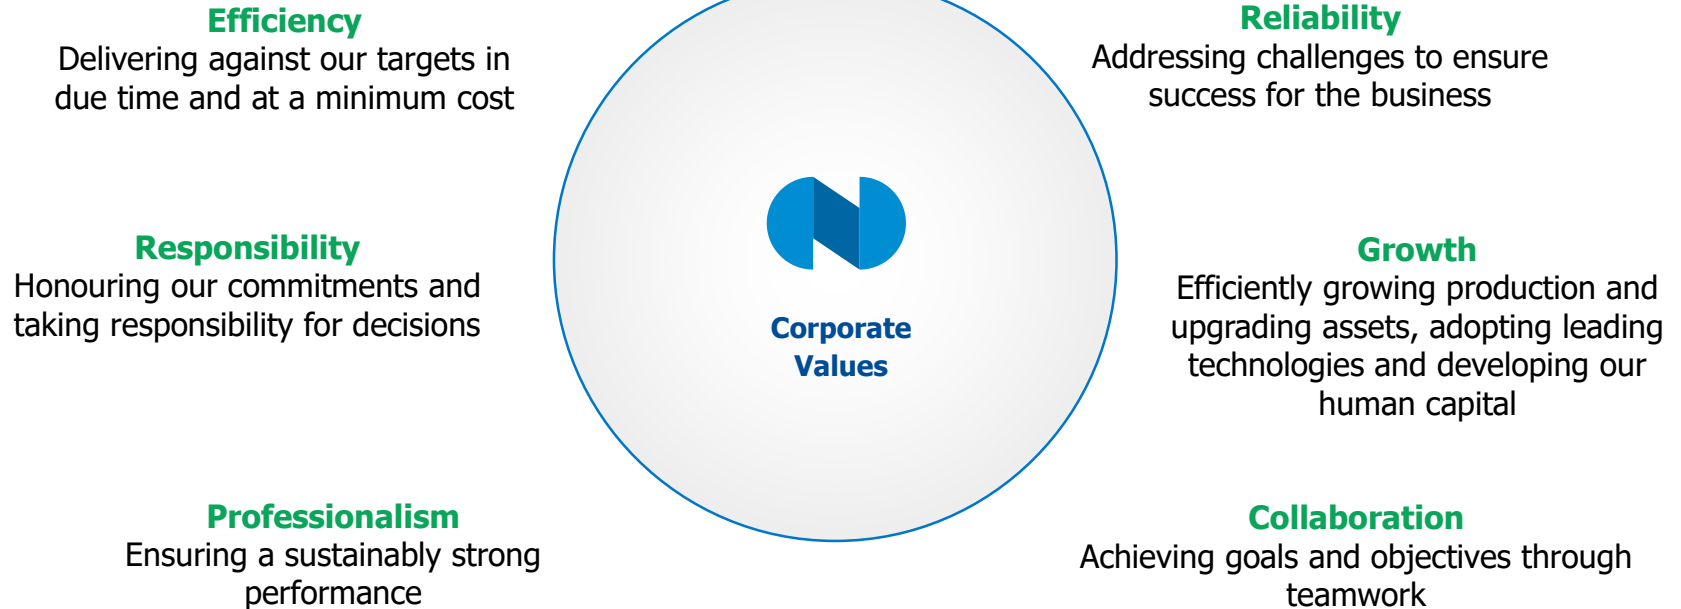 Efficiency
Delivering against our targets in
due time and at a minimum cost
Responsibility
Honouring our commitments and
taking responsibility for decisions
Professionalism
Ensuring a sustainably strong
performance
Corporate
Values
Reliability
Addressing challenges to ensure
success for the business
Growth
Efficiently growing production and
upgrading assets, adopting leading
technologies and developing our
human capital
Collaboration
Achieving goals and objectives through
teamwork